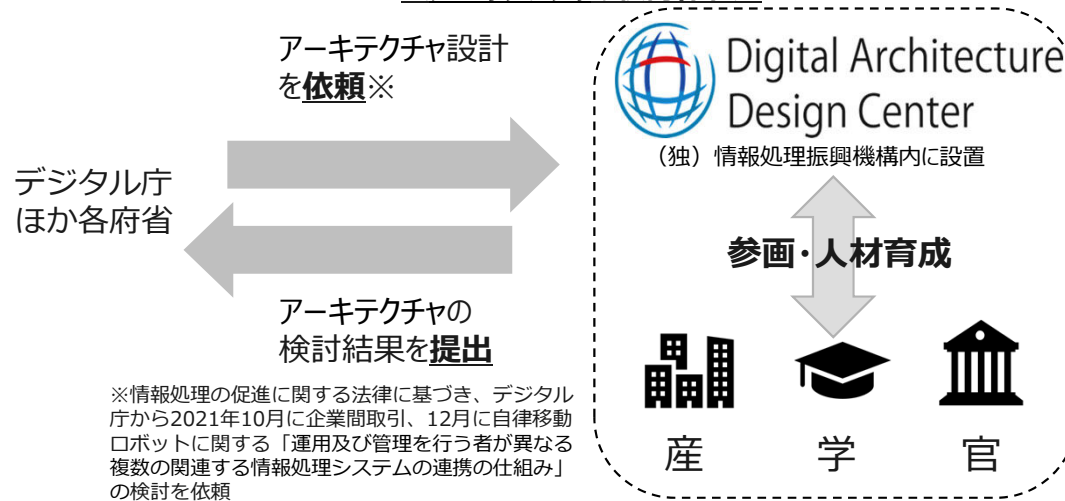 アーキテクチャ設計
を依頼※
Digital Architecture
Design Center
（独）情報処理振興機構内に設置
デジタル庁
ほか各府省
参画・人材育成
アーキテクチャの
検討結果を提出
※情報処理の促進に関する法律に基づき、デジタル
庁から2021年10月に企業間取引、12月に自律移動
ロボットに関する「運用及び管理を行う者が異なる
複数の関連する情報処理システムの連携の仕組み」
の検討を依頼
産
学
官